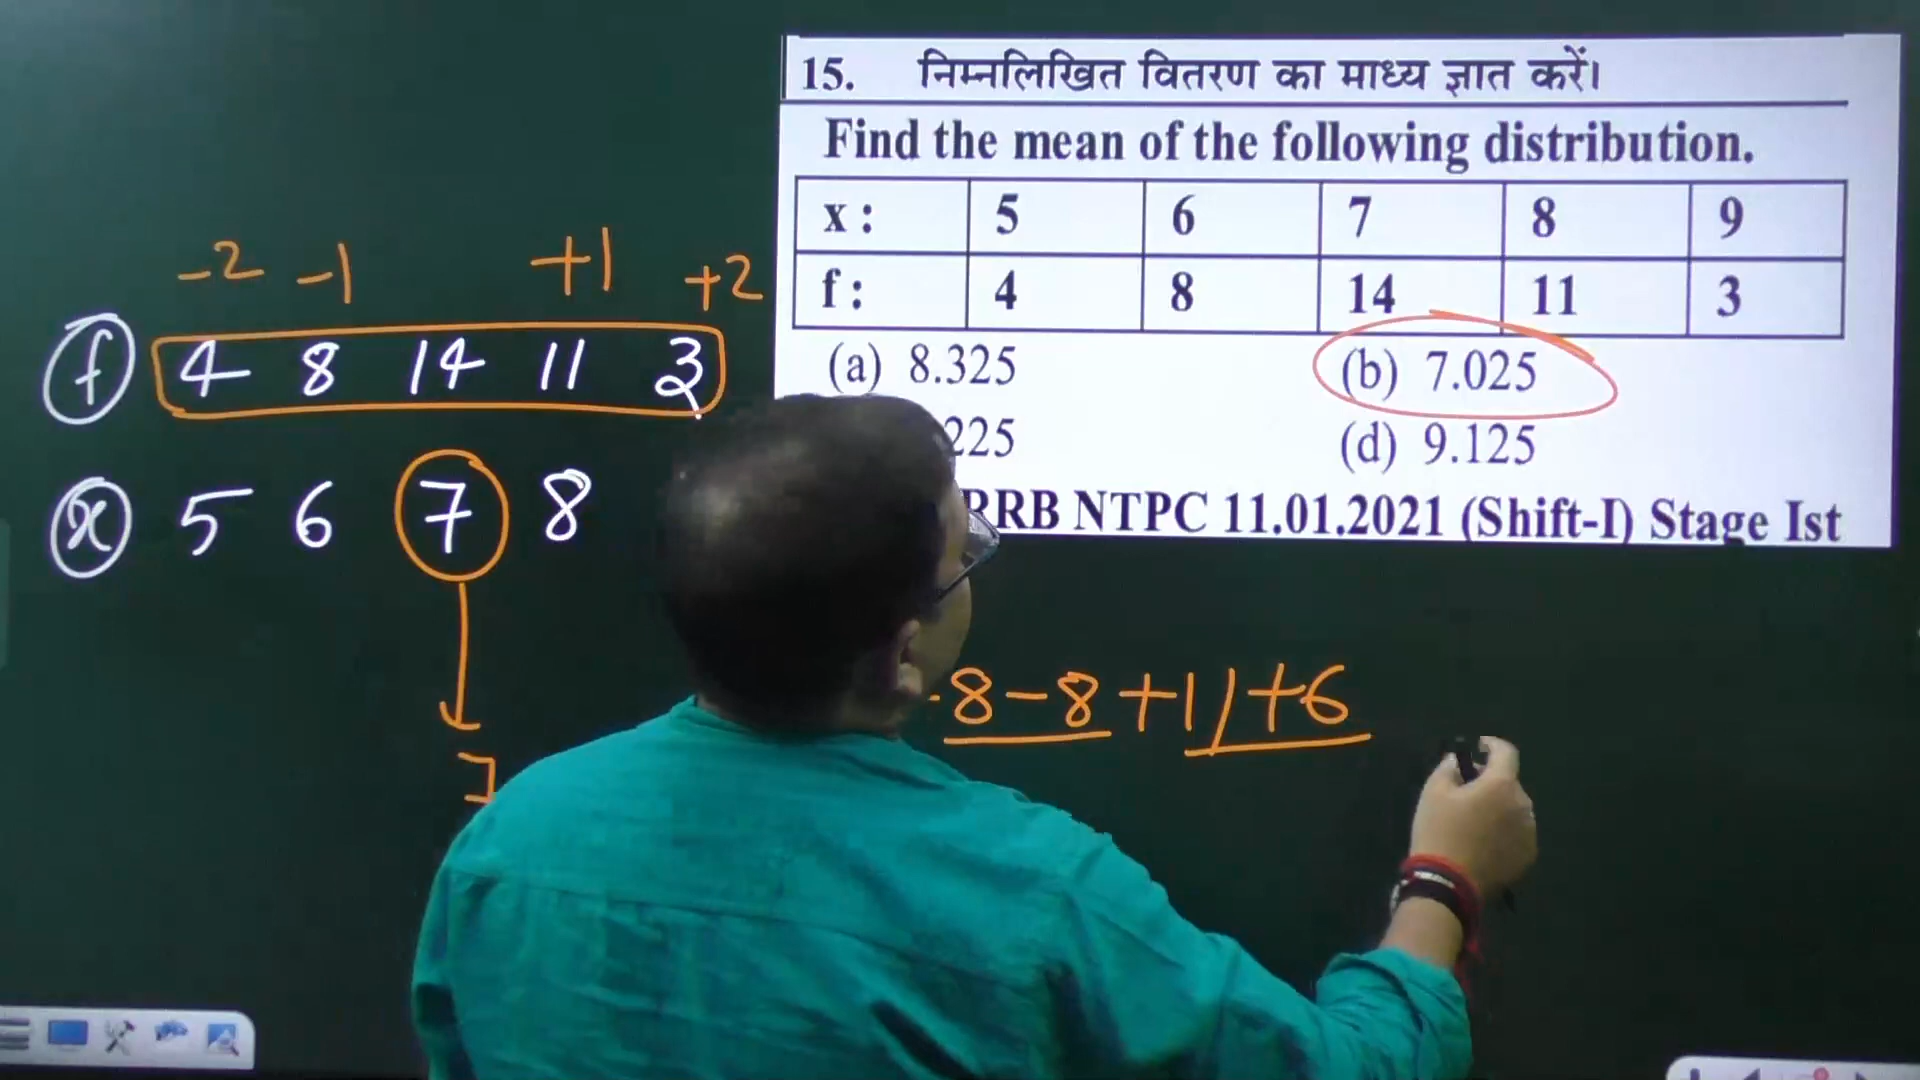 15. निम्नलिखित वितरण का माध्य ज्ञात करें।
Find the mean of the following distribution.
x : 5 6 7 8 9
f : 4 8 14 11 3
(a) 8.325 (b) 7.025
225 (d) 9.125
RRB NTPC 11.01.2021 (Shift-I) Stage Ist
-2 -1 +1 +2
f 4 8 14 11 3
x 5 6 7 8
-8-8+11+6
7